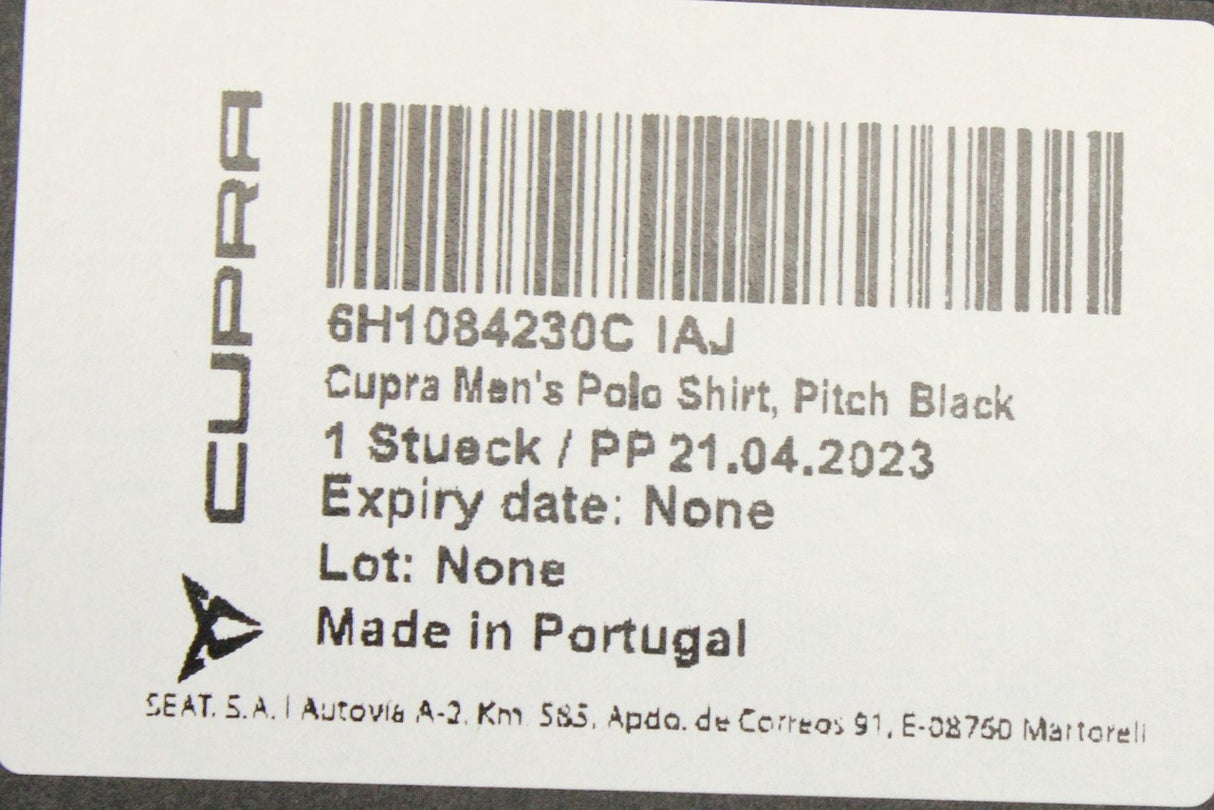 CUPRA
6H1084230C IAJ
Cupra Men's Polo Shirt, Pitch Black
1 Stueck / PP 21.04.2023
Expiry date: None
Lot: None
Made in Portugal
SEAT. S.A. | Autovia A-2. Km. 585. Apdo. de Correos 91, E-08760 Martorell